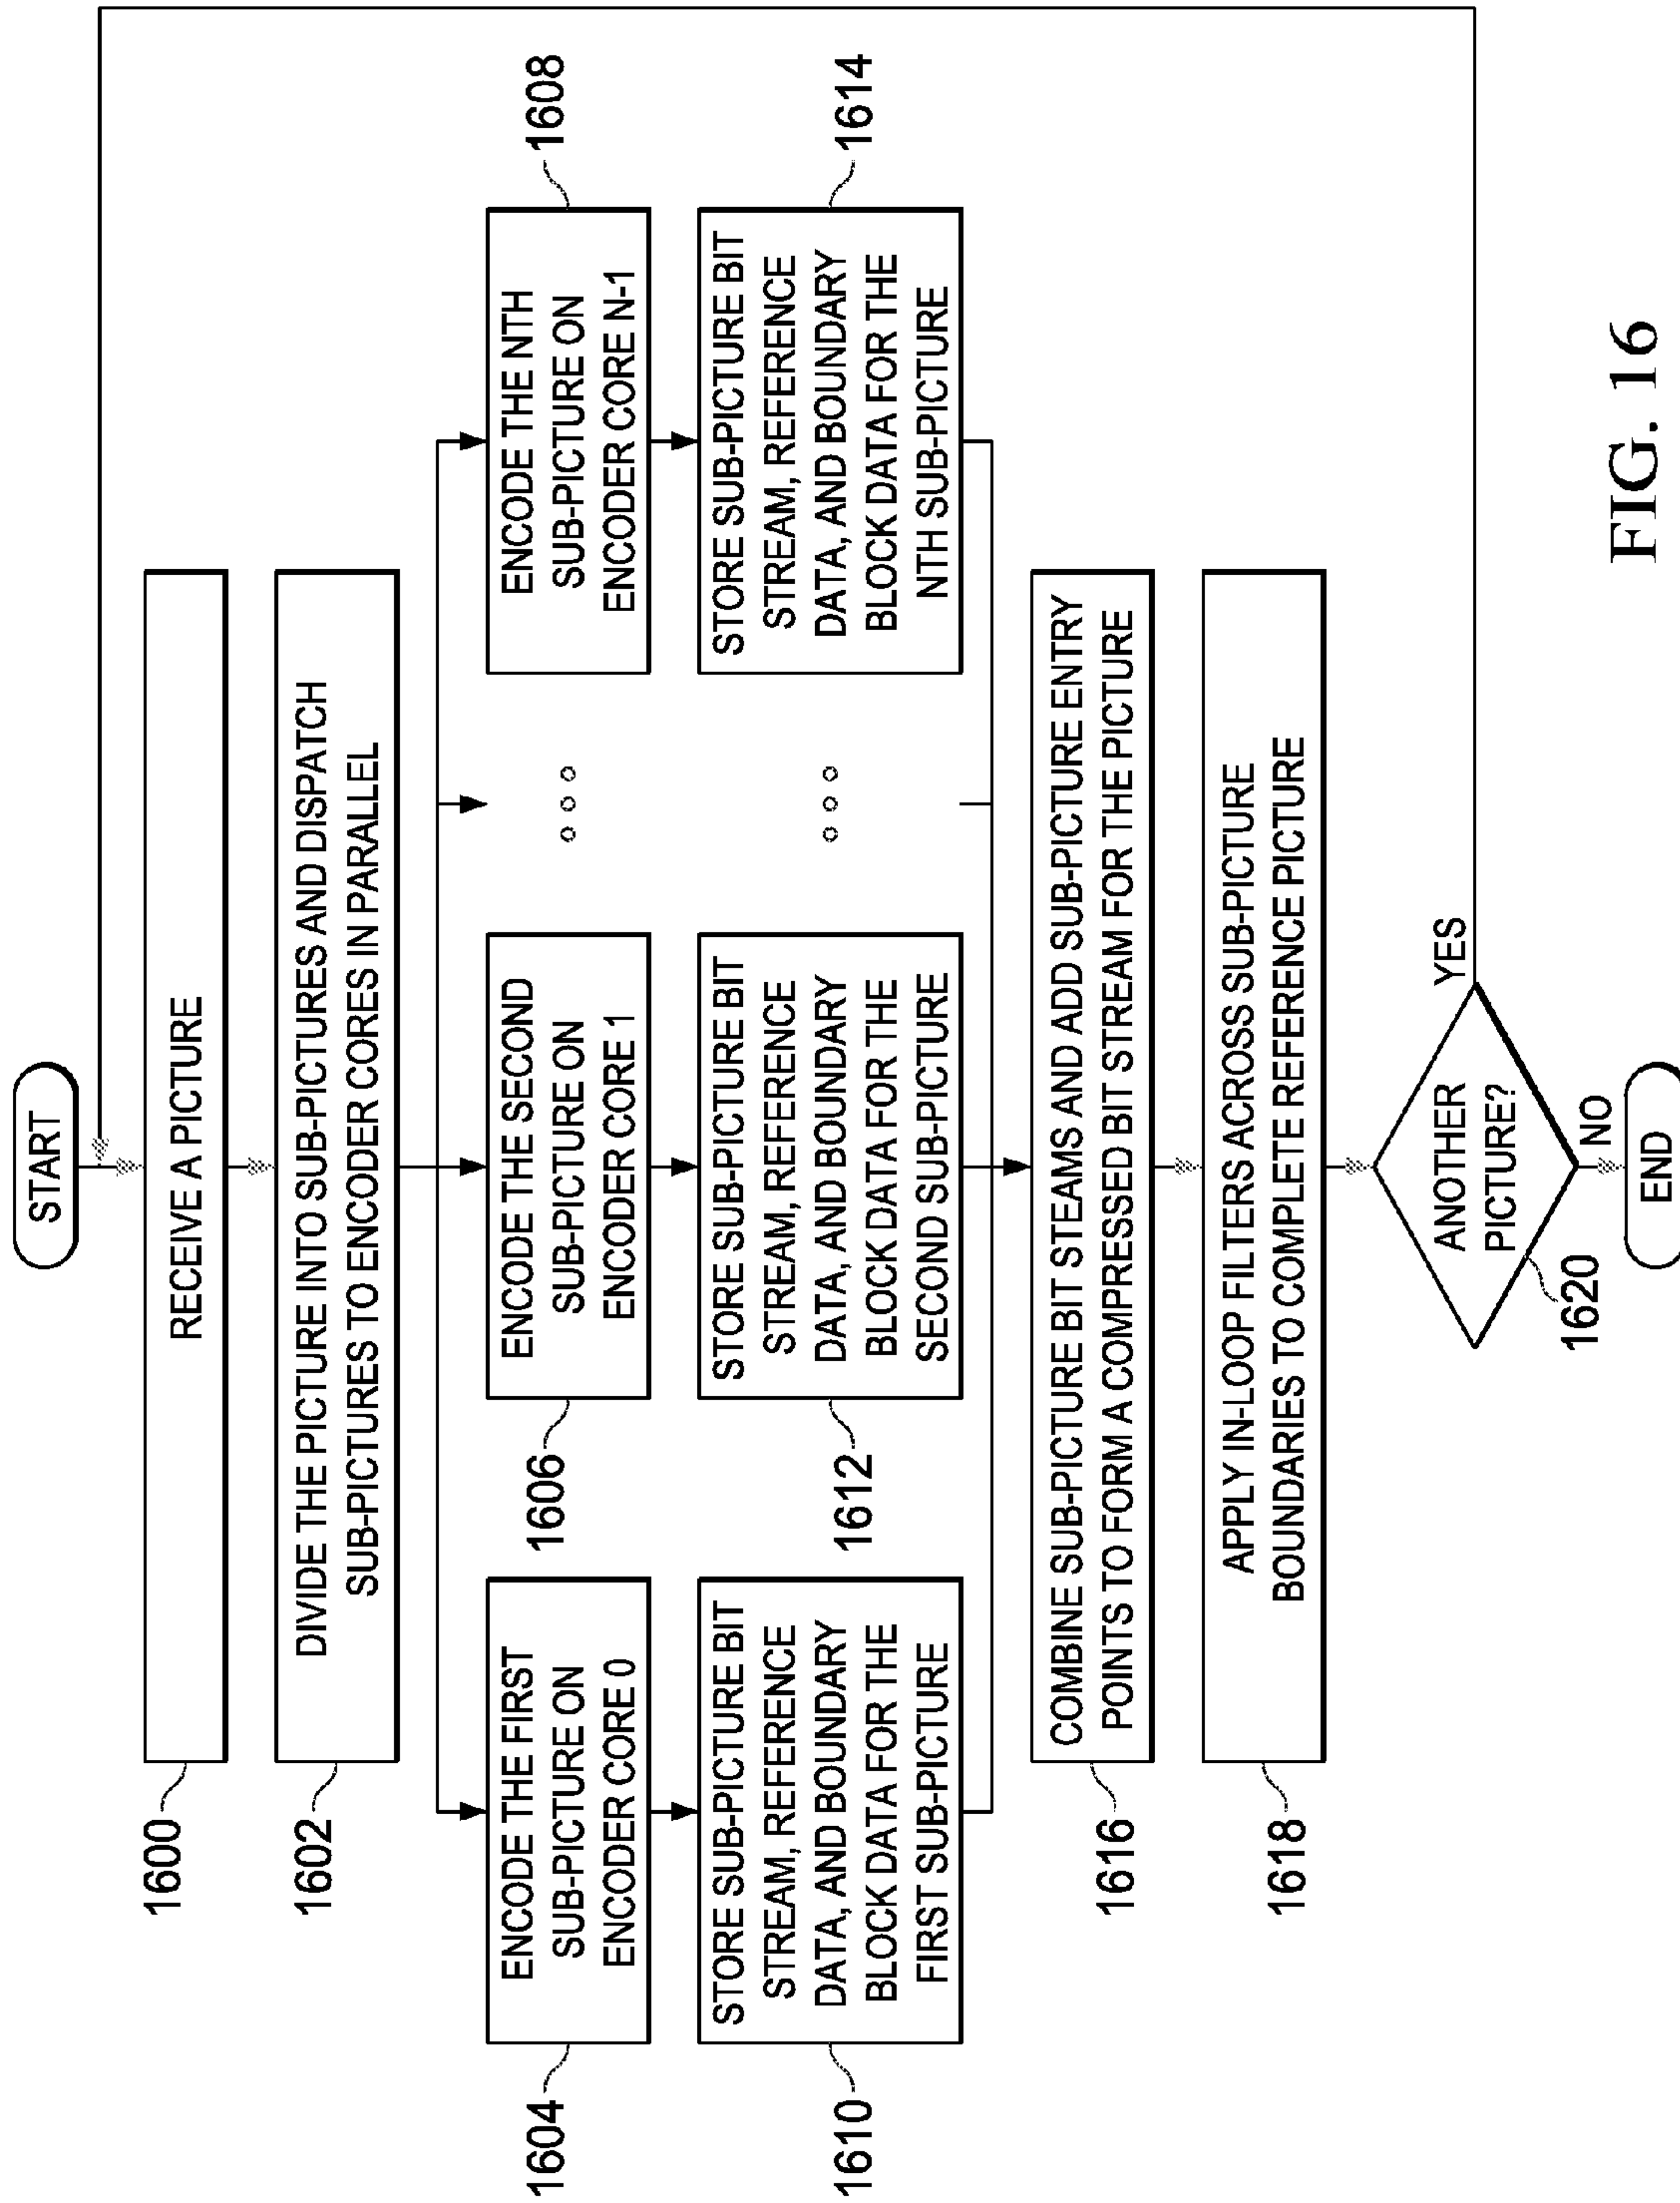 START
RECEIVE A PICTURE
1600
DIVIDE THE PICTURE INTO SUB-PICTURES AND DISPATCH
SUB-PICTURES TO ENCODER CORES IN PARALLEL
1602
ENCODE THE FIRST
SUB-PICTURE ON
ENCODER CORE 0
1604
ENCODE THE SECOND
SUB-PICTURE ON
ENCODER CORE 1
1606
ENCODE THE NTH
SUB-PICTURE ON
ENCODER CORE N-1
1608
STORE SUB-PICTURE BIT
STREAM, REFERENCE
DATA, AND BOUNDARY
BLOCK DATA FOR THE
FIRST SUB-PICTURE
1610
STORE SUB-PICTURE BIT
STREAM, REFERENCE
DATA, AND BOUNDARY
BLOCK DATA FOR THE
SECOND SUB-PICTURE
1612
STORE SUB-PICTURE BIT
STREAM, REFERENCE
DATA, AND BOUNDARY
BLOCK DATA FOR THE
NTH SUB-PICTURE
1614
COMBINE SUB-PICTURE BIT STEAMS AND ADD SUB-PICTURE ENTRY
POINTS TO FORM A COMPRESSED BIT STREAM FOR THE PICTURE
1616
APPLY IN-LOOP FILTERS ACROSS SUB-PICTURE
BOUNDARIES TO COMPLETE REFERENCE PICTURE
1618
ANOTHER
PICTURE?
YES
1620
NO
END
FIG. 16